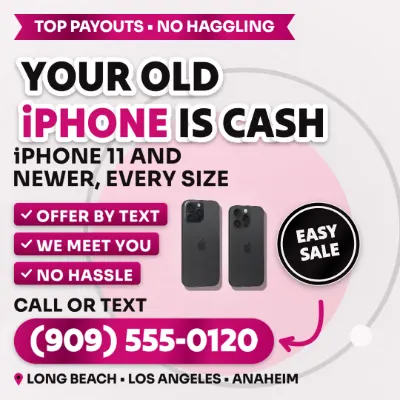 TOP PAYOUTS • NO HAGGLING
YOUR OLD
iPHONE IS CASH
iPHONE 11 AND
NEWER, EVERY SIZE
OFFER BY TEXT
WE MEET YOU
NO HASSLE
EASY
SALE
CALL OR TEXT
(909) 555-0120
LONG BEACH • LOS ANGELES • ANAHEIM